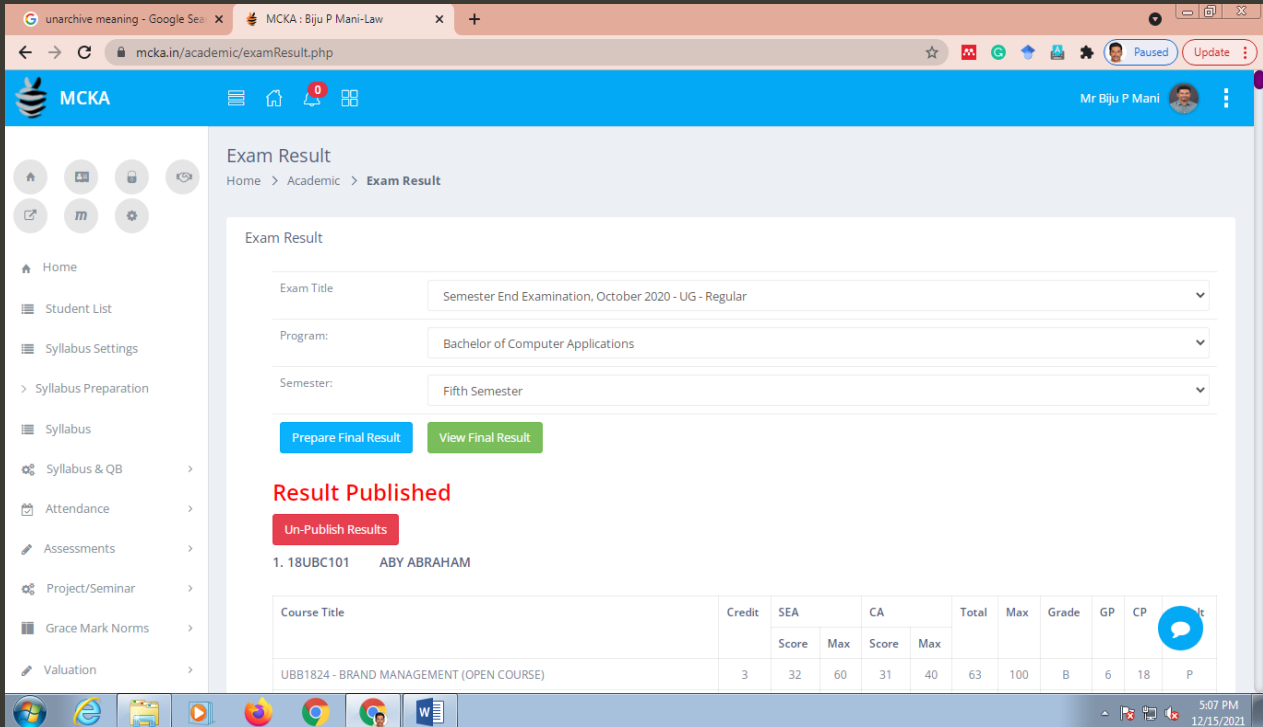 unarchive meaning - Google Sea
MCKA : Biju P Mani-Law
mcka.in/academic/examResult.php
Paused
Update
MCKA
0
Mr Biju P Mani
Exam Result
Home > Academic > Exam Result
m
Home
Student List
Syllabus Settings
> Syllabus Preparation
Syllabus
Syllabus & QB
Attendance
Assessments
Project/Seminar
Grace Mark Norms
Valuation
Exam Result
Exam Title Semester End Examination, October 2020 - UG - Regular
Program: Bachelor of Computer Applications
Semester: Fifth Semester
Prepare Final Result View Final Result
Result Published
Un-Publish Results
1. 18UBC101 ABY ABRAHAM
Course Title Credit SEA CA Total Max Grade GP CP
Score Max Score Max
UBB1824 - BRAND MANAGEMENT (OPEN COURSE) 3 32 60 31 40 63 100 B 6 18 P
5:07 PM
12/15/2021